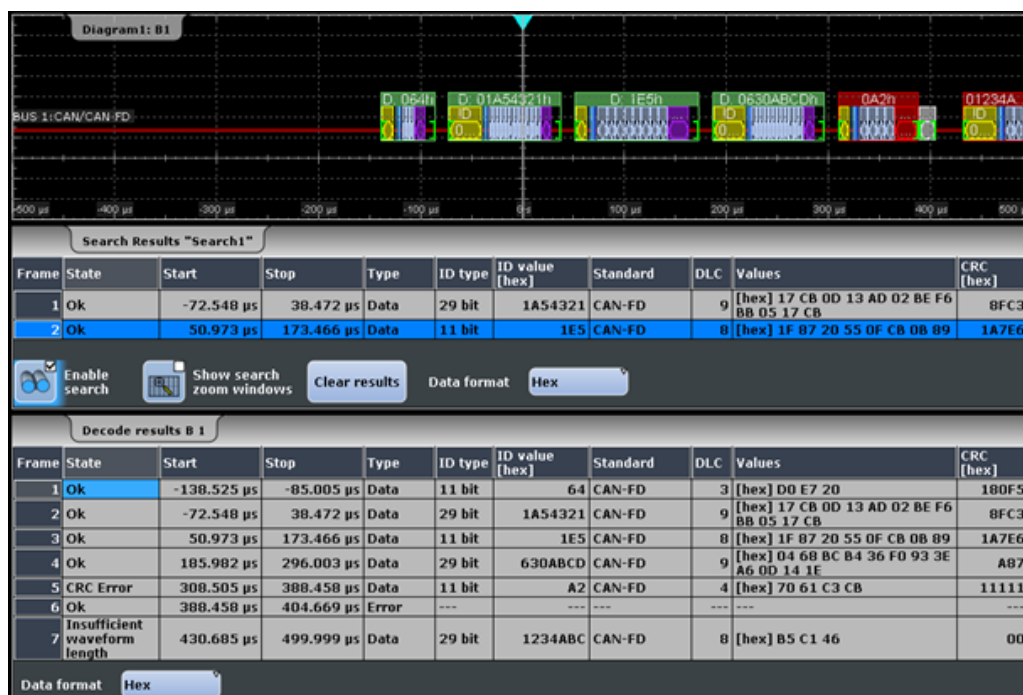 Diagram1: B1
D: 064h D: 01A54321h D: 1E5h D: 0630ABCDh 0A2h 01234A
ID ID ID
0... 0... 0...
BUS 1:CAN/CAN-FD
-500 µs -400 µs -300 µs -200 µs -100 µs 0 s 100 µs 200 µs 300 µs 400 µs 500
Search Results "Search1"
Frame State Start Stop Type ID type ID value [hex] Standard DLC Values CRC [hex]
1 Ok -72.548 µs 38.472 µs Data 29 bit 1A54321 CAN-FD 9 [hex] 17 CB 0D 13 AD 02 BE F6 BB 05 17 CB 8FC3
2 Ok 50.973 µs 173.466 µs Data 11 bit 1E5 CAN-FD 8 [hex] 1F 87 20 55 0F CB 0B 89 1A7E6
Enable search Show search zoom windows Clear results Data format Hex
Decode results B 1
Frame State Start Stop Type ID type ID value [hex] Standard DLC Values CRC [hex]
1 Ok -138.525 µs -85.005 µs Data 11 bit 64 CAN-FD 3 [hex] D0 E7 20 180F5
2 Ok -72.548 µs 38.472 µs Data 29 bit 1A54321 CAN-FD 9 [hex] 17 CB 0D 13 AD 02 BE F6 BB 05 17 CB 8FC3
3 Ok 50.973 µs 173.466 µs Data 11 bit 1E5 CAN-FD 8 [hex] 1F 87 20 55 0F CB 0B 89 1A7E6
4 Ok 185.982 µs 296.003 µs Data 29 bit 630ABCD CAN-FD 9 [hex] 04 68 BC B4 36 F0 93 3E A6 0D 14 1E A87
5 CRC Error 308.505 µs 388.458 µs Data 11 bit A2 CAN-FD 4 [hex] 70 61 C3 CB 11111
6 Ok 388.458 µs 404.669 µs Error --- --- --- --- --- ---
7 Insufficient waveform length 430.685 µs 499.999 µs Data 29 bit 1234ABC CAN-FD 8 [hex] B5 C1 46 00
Data format Hex